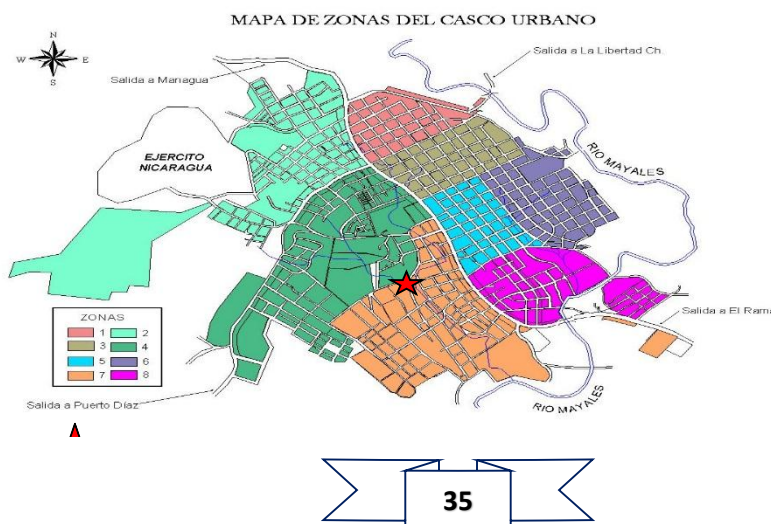 MAPA DE ZONAS DEL CASCO URBANO
N
W E
S
Salida a La Libertad Ch.
Salida a Managua
EJERCITO
NICARAGUA
RIO MAYALES
ZONAS
1 2
3 4
5 6
7 8
Salida a El Rama
Salida a Puerto Díaz
RIO MAYALES
35